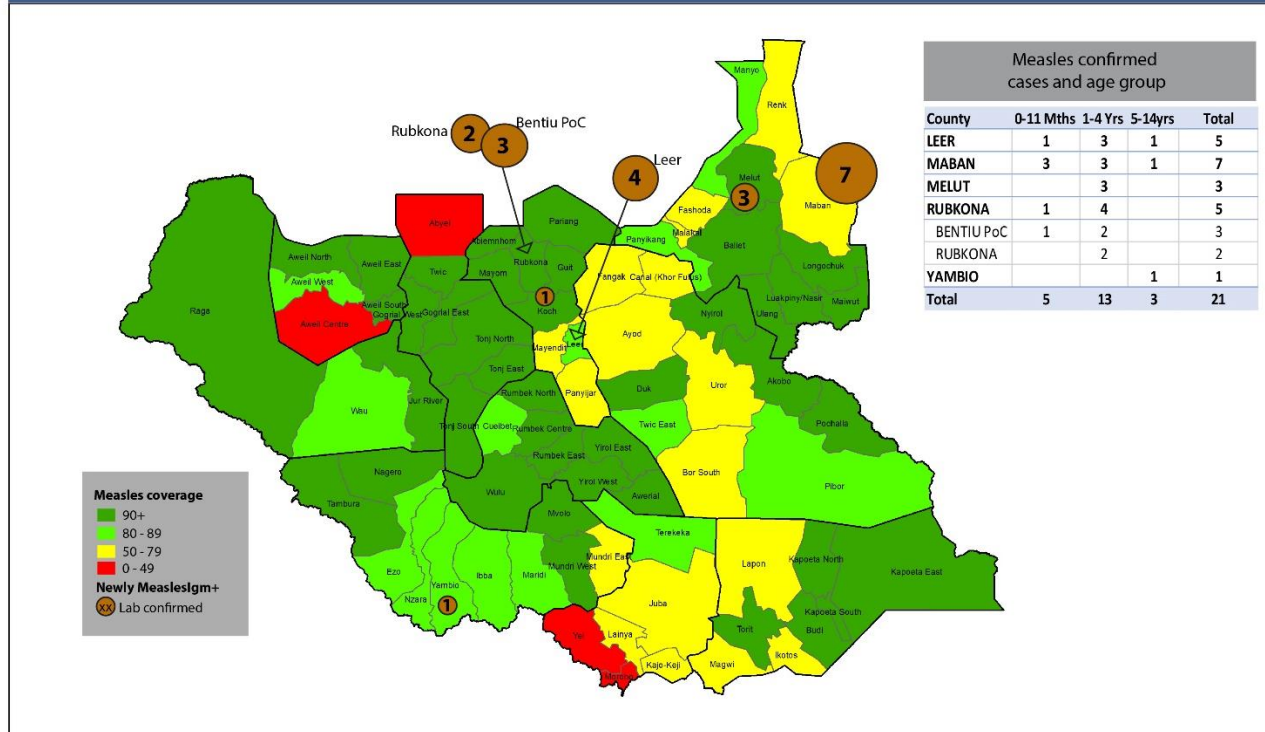 Measles confirmed
cases and age group
County 0-11 Mths 1-4 Yrs 5-14yrs Total
LEER 1 3 1 5
MABAN 3 3 1 7
MELUT 3 3
RUBKONA 1 4 5
BENTIU PoC 1 2 3
RUBKONA 2 2
YAMBIO 1 1
Total 5 13 3 21
Rubkona 2
3 Bentiu PoC
4 Leer
7
3
1
1
Manyo
Renk
Melut
Maban
Fashoda
Malakal
Panyikang
Baliet
Longochuk
Luakpiny/Nasir
Maiwut
Ulang
Nyirol
Abyei
Pariang
Abiemnhom
Rubkona
Guit
Mayom
Koch
Twic
Aweil North
Aweil East
Aweil West
Aweil South
Aweil Centre
Gogrial West
Gogrial East
Raga
Fangak
Canal (Khor Fulus)
Mayendit
Leer
Ayod
Tonj North
Tonj East
Panyijar
Duk
Uror
Akobo
Pochalla
Wau
Jur River
Tonj South
Cueibet
Rumbek North
Rumbek Centre
Rumbek East
Twic East
Yirol East
Yirol West
Awerial
Bor South
Pibor
Nagero
Tambura
Wulu
Mvolo
Terekeka
Mundri East
Mundri West
Ezo
Nzara
Yambio
Ibba
Maridi
Juba
Lapon
Kapoeta North
Kapoeta East
Kapoeta South
Budi
Torit
Ikotos
Magwi
Yei
Lainya
Kajo-Keji
Morobo
Measles coverage
90+
80 - 89
50 - 79
0 - 49
Newly MeaslesIgm+
xx Lab confirmed